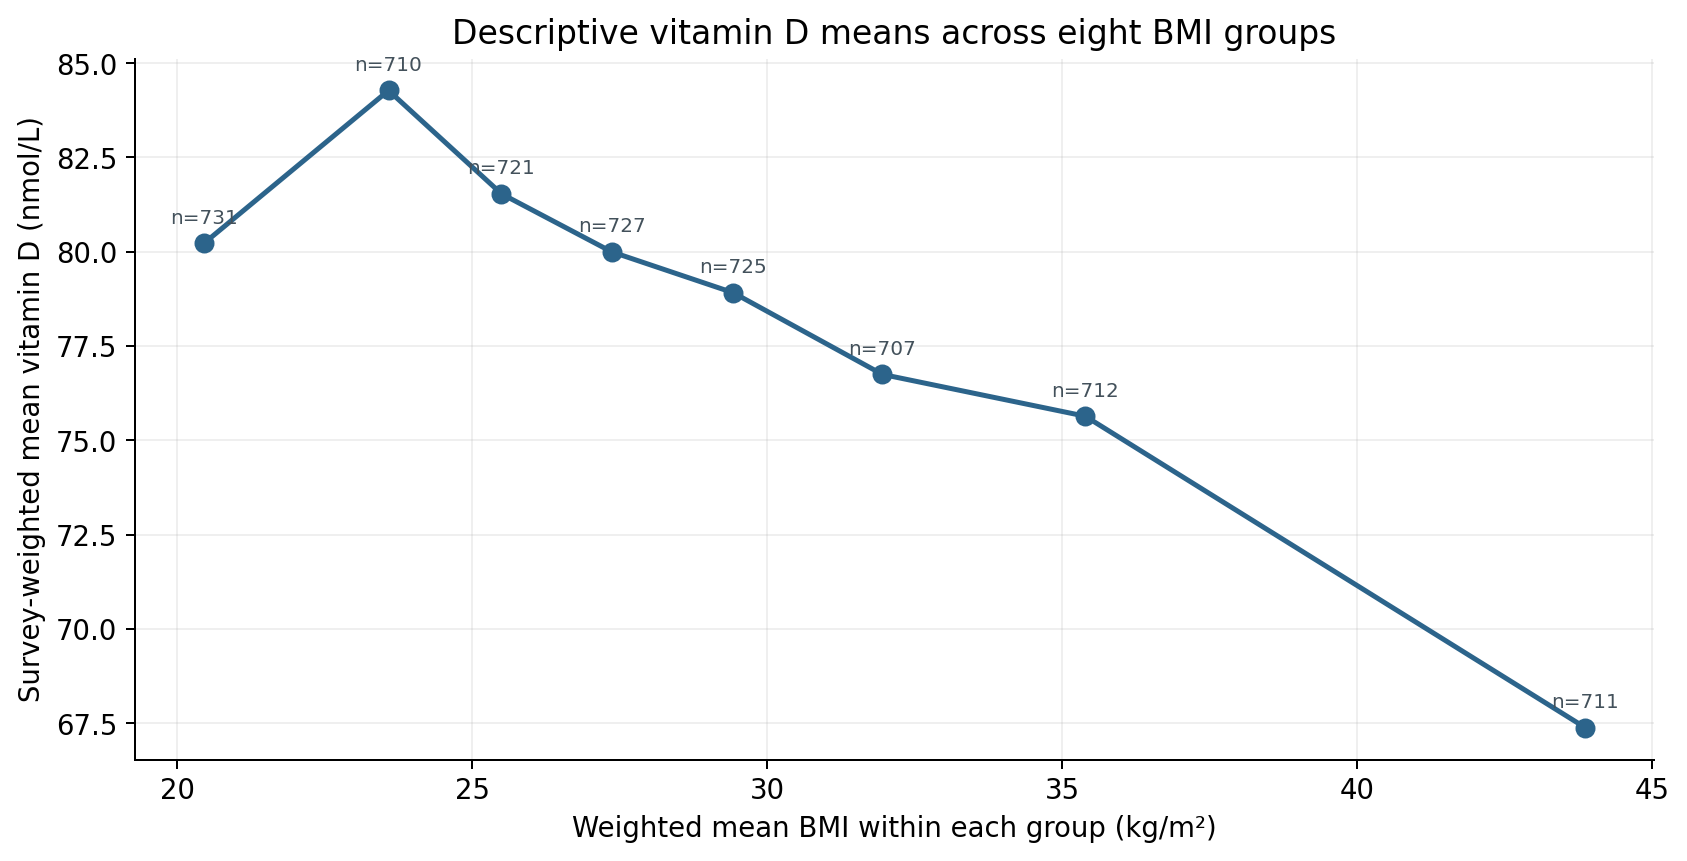 Descriptive vitamin D means across eight BMI groups
Survey-weighted mean vitamin D (nmol/L)
85.0
82.5
80.0
77.5
75.0
72.5
70.0
67.5
n=731
n=710
n=721
n=727
n=725
n=707
n=712
n=711
20
25
30
35
40
45
Weighted mean BMI within each group (kg/m²)